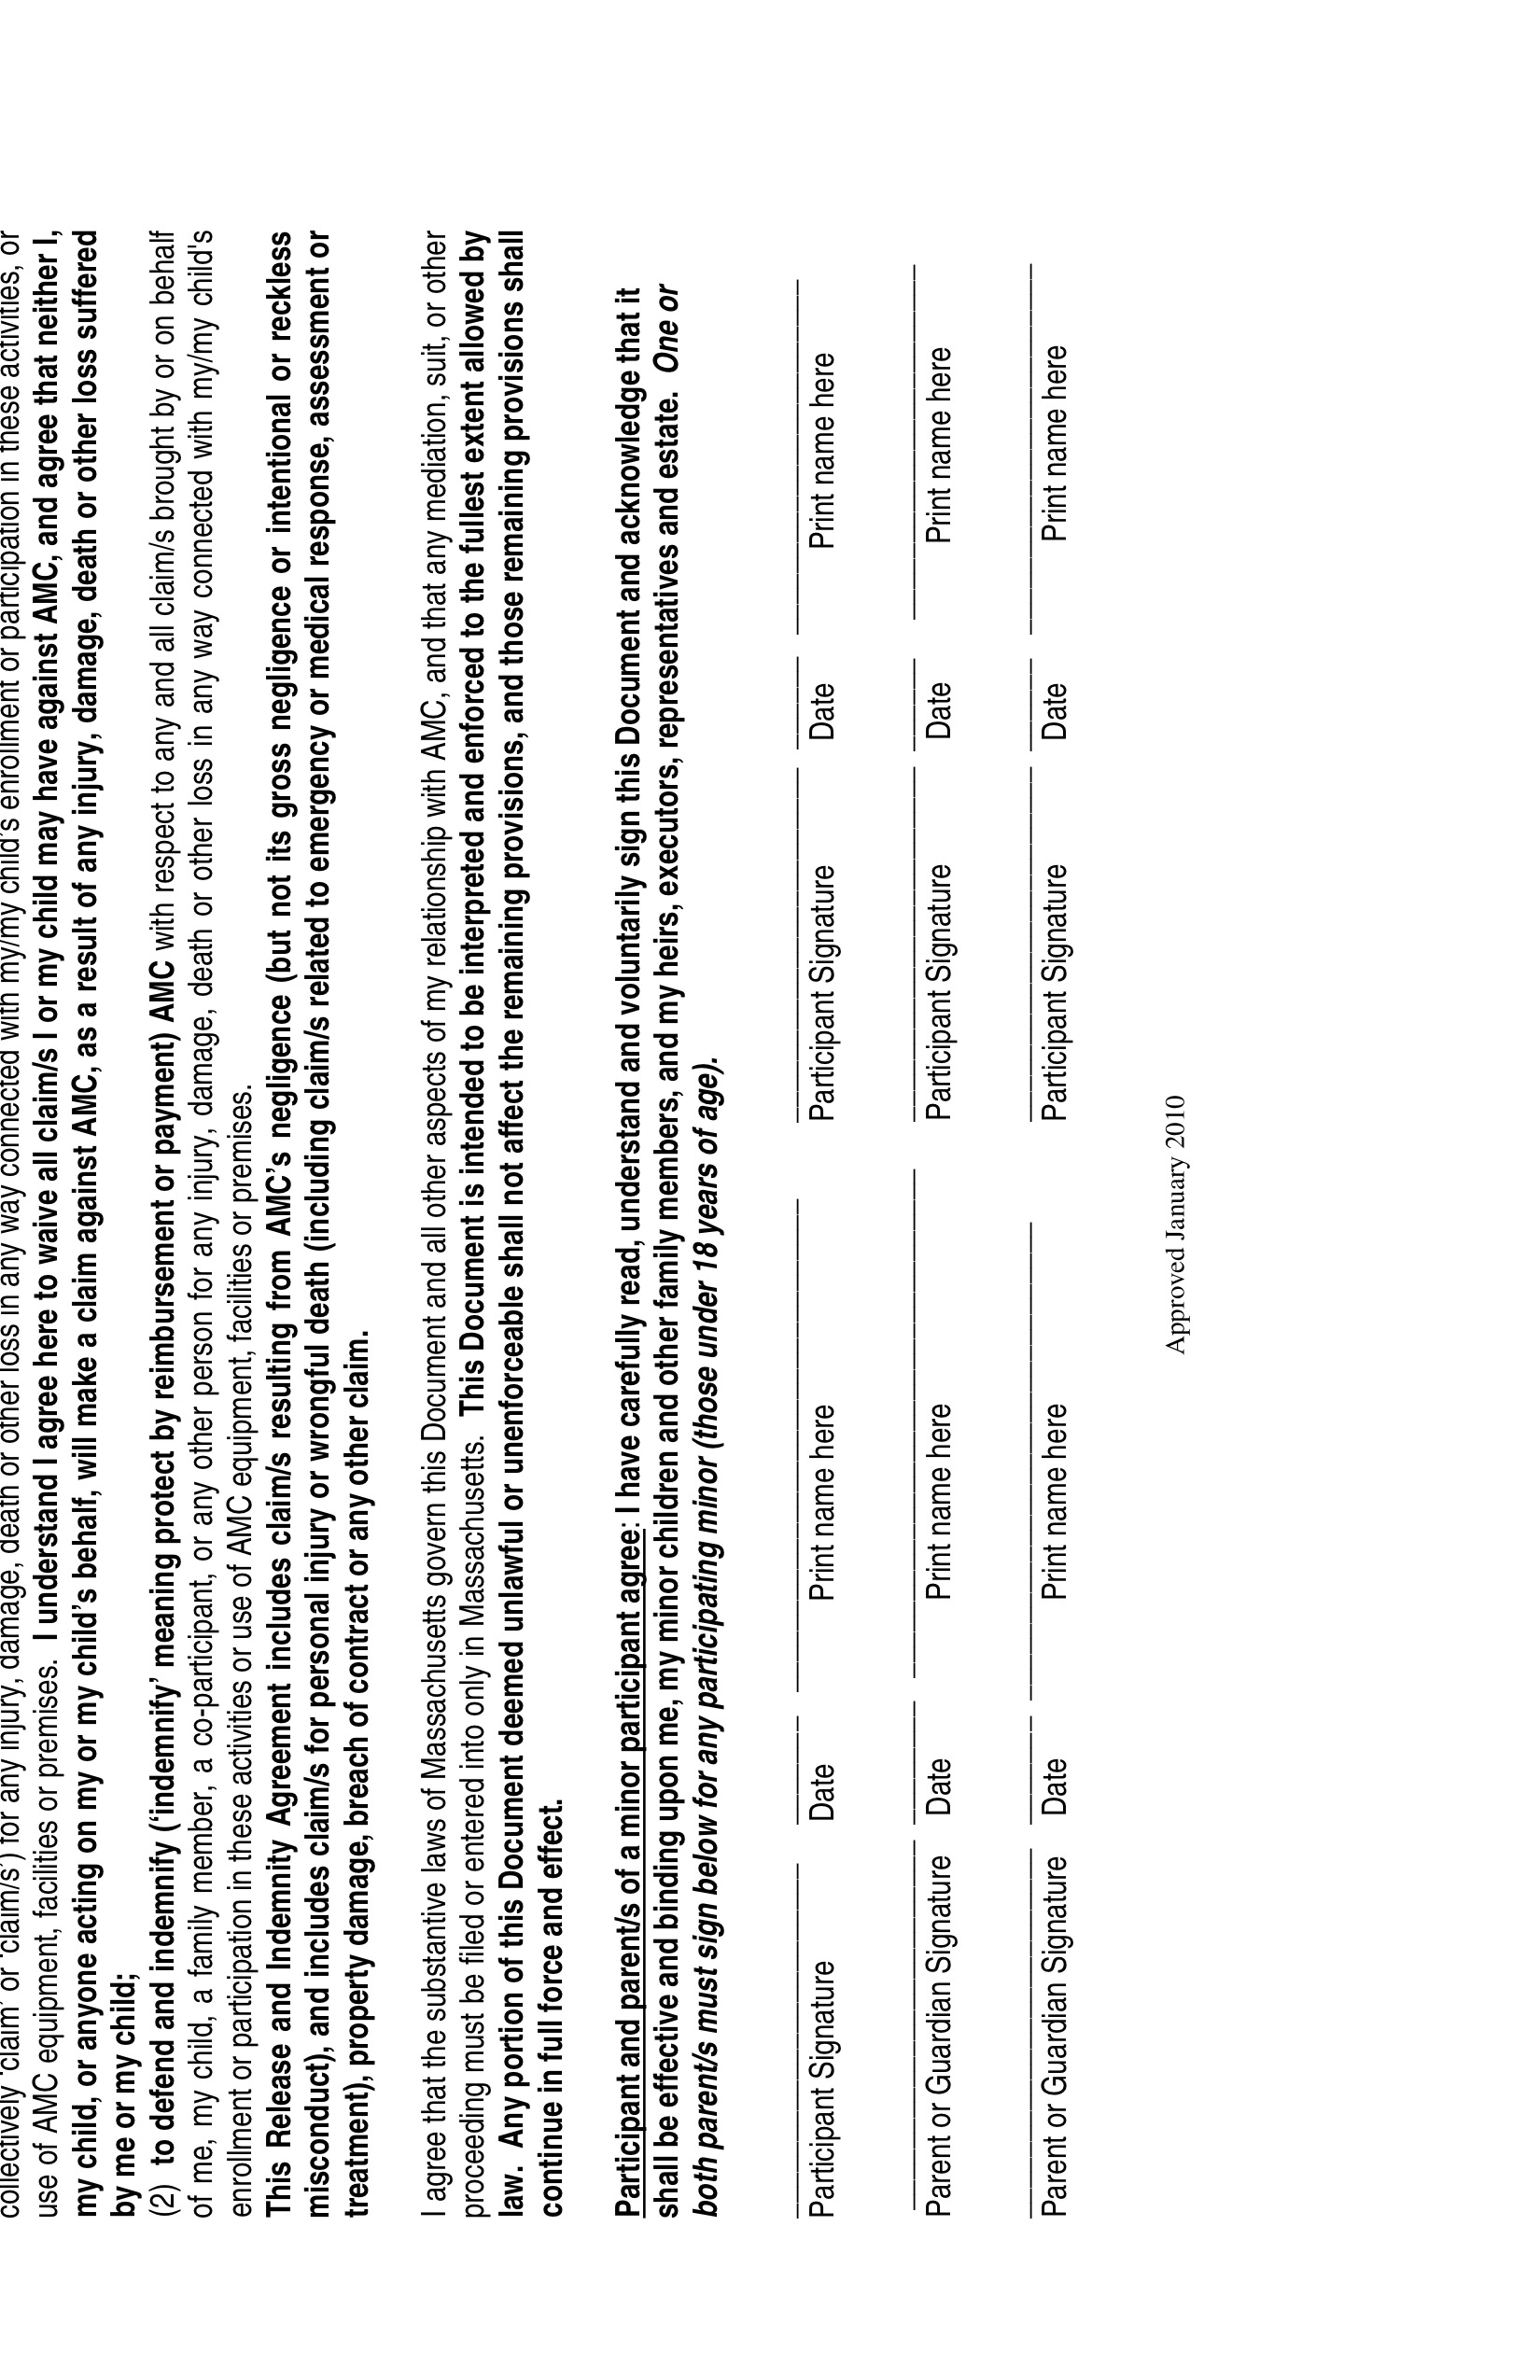 collectively 'claim' or 'claim/s') for any injury, damage, death or other loss in any way connected with my/my child's enrollment or participation in these activities, or
use of AMC equipment, facilities or premises. I understand I agree here to waive all claim/s I or my child may have against AMC, and agree that neither I,
my child, or anyone acting on my or my child's behalf, will make a claim against AMC, as a result of any injury, damage, death or other loss suffered
by me or my child;
(2) to defend and indemnify ('indemnify' meaning protect by reimbursement or payment) AMC with respect to any and all claim/s brought by or on behalf
of me, my child, a family member, a co-participant, or any other person for any injury, damage, death or other loss in any way connected with my/my child's
enrollment or participation in these activities or use of AMC equipment, facilities or premises.
This Release and Indemnity Agreement includes claim/s resulting from AMC's negligence (but not its gross negligence or intentional or reckless
misconduct), and includes claim/s for personal injury or wrongful death (including claim/s related to emergency or medical response, assessment or
treatment), property damage, breach of contract or any other claim.
I agree that the substantive laws of Massachusetts govern this Document and all other aspects of my relationship with AMC, and that any mediation, suit, or other
proceeding must be filed or entered into only in Massachusetts. This Document is intended to be interpreted and enforced to the fullest extent allowed by
law. Any portion of this Document deemed unlawful or unenforceable shall not affect the remaining provisions, and those remaining provisions shall
continue in full force and effect.
Participant and parent/s of a minor participant agree: I have carefully read, understand and voluntarily sign this Document and acknowledge that it
shall be effective and binding upon me, my minor children and other family members, and my heirs, executors, representatives and estate. One or
both parent/s must sign below for any participating minor (those under 18 years of age).
Participant Signature Date Print name here Participant Signature Date Print name here
Parent or Guardian Signature Date Print name here Participant Signature Date Print name here
Parent or Guardian Signature Date Print name here Participant Signature Date Print name here
Approved January 2010